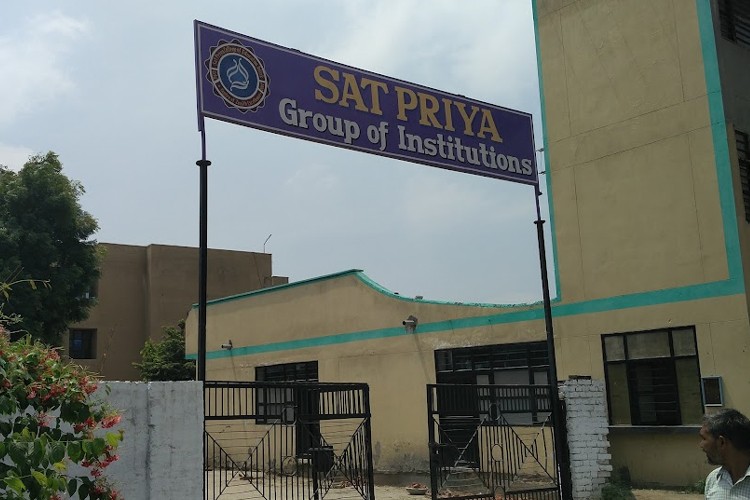 SAT PRIYA
Group of Institutions